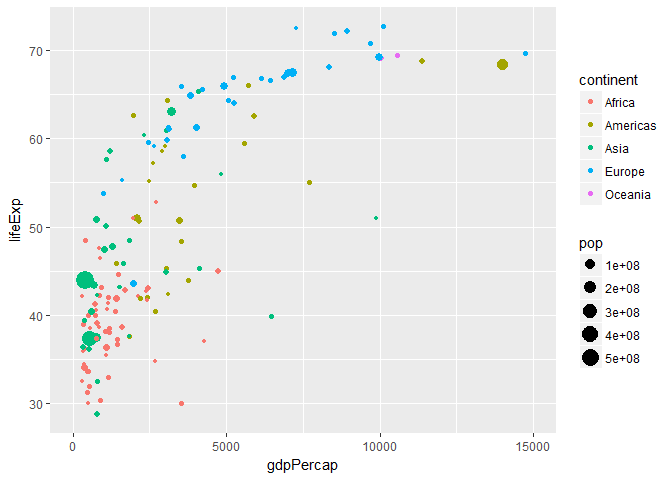 70
60
50
40
30
lifeExp
0
5000
10000
15000
gdpPercap
continent
Africa
Americas
Asia
Europe
Oceania
pop
1e+08
2e+08
3e+08
4e+08
5e+08